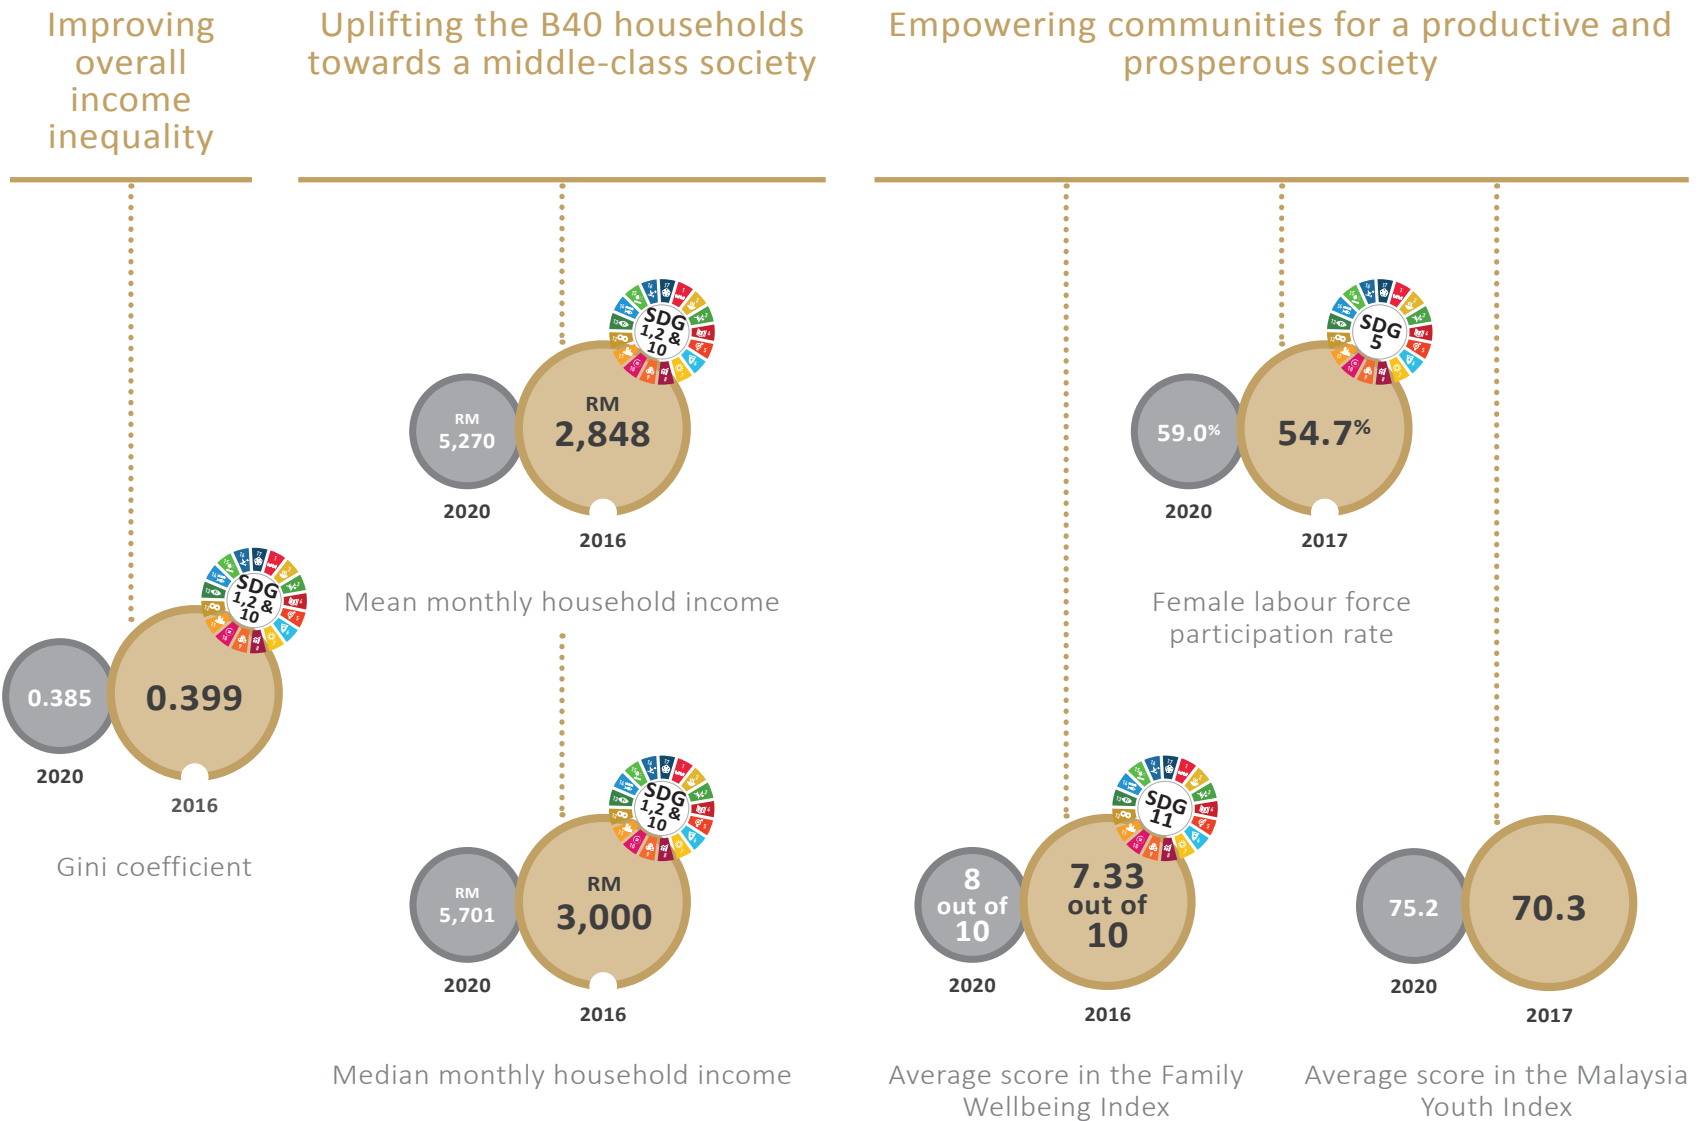 Improving
overall
income
inequality
0.385
2020
0.399
SDG
1,2 &
10
2016
Gini coefficient
Uplifting the B40 households
towards a middle-class society
RM
5,270
2020
RM
2,848
SDG
1,2 &
10
2016
Mean monthly household income
RM
5,701
2020
RM
3,000
SDG
1,2 &
10
2016
Median monthly household income
Empowering communities for a productive and
prosperous society
59.0%
2020
54.7%
SDG
5
2017
Female labour force
participation rate
8
out of
10
2020
7.33
out of
10
SDG
11
2016
Average score in the Family
Wellbeing Index
75.2
2020
70.3
2017
Average score in the Malaysia
Youth Index